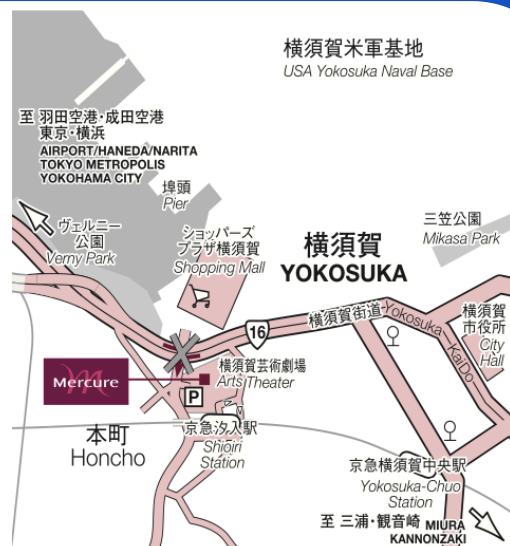 横須賀米軍基地
USA Yokosuka Naval Base
至 羽田空港・成田空港
東京・横浜
AIRPORT/HANEDA/NARITA
TOKYO METROPOLIS
YOKOHAMA CITY
埠頭
Pier
ヴェルニー
公園
Verny Park
ショッパーズ
プラザ横須賀
Shopping Mall
横須賀
YOKOSUKA
三笠公園
Mikasa Park
16
横須賀街道
Yokosuka
KaiDo
横須賀
市役所
City
Hall
横須賀芸術劇場
Arts Theater
m
Mercure
P
本町
Honcho
京急汐入駅
Shioiri
Station
京急横須賀中央駅
Yokosuka-Chuo
Station
至 三浦・観音崎 MIURA
KANNONZAKI